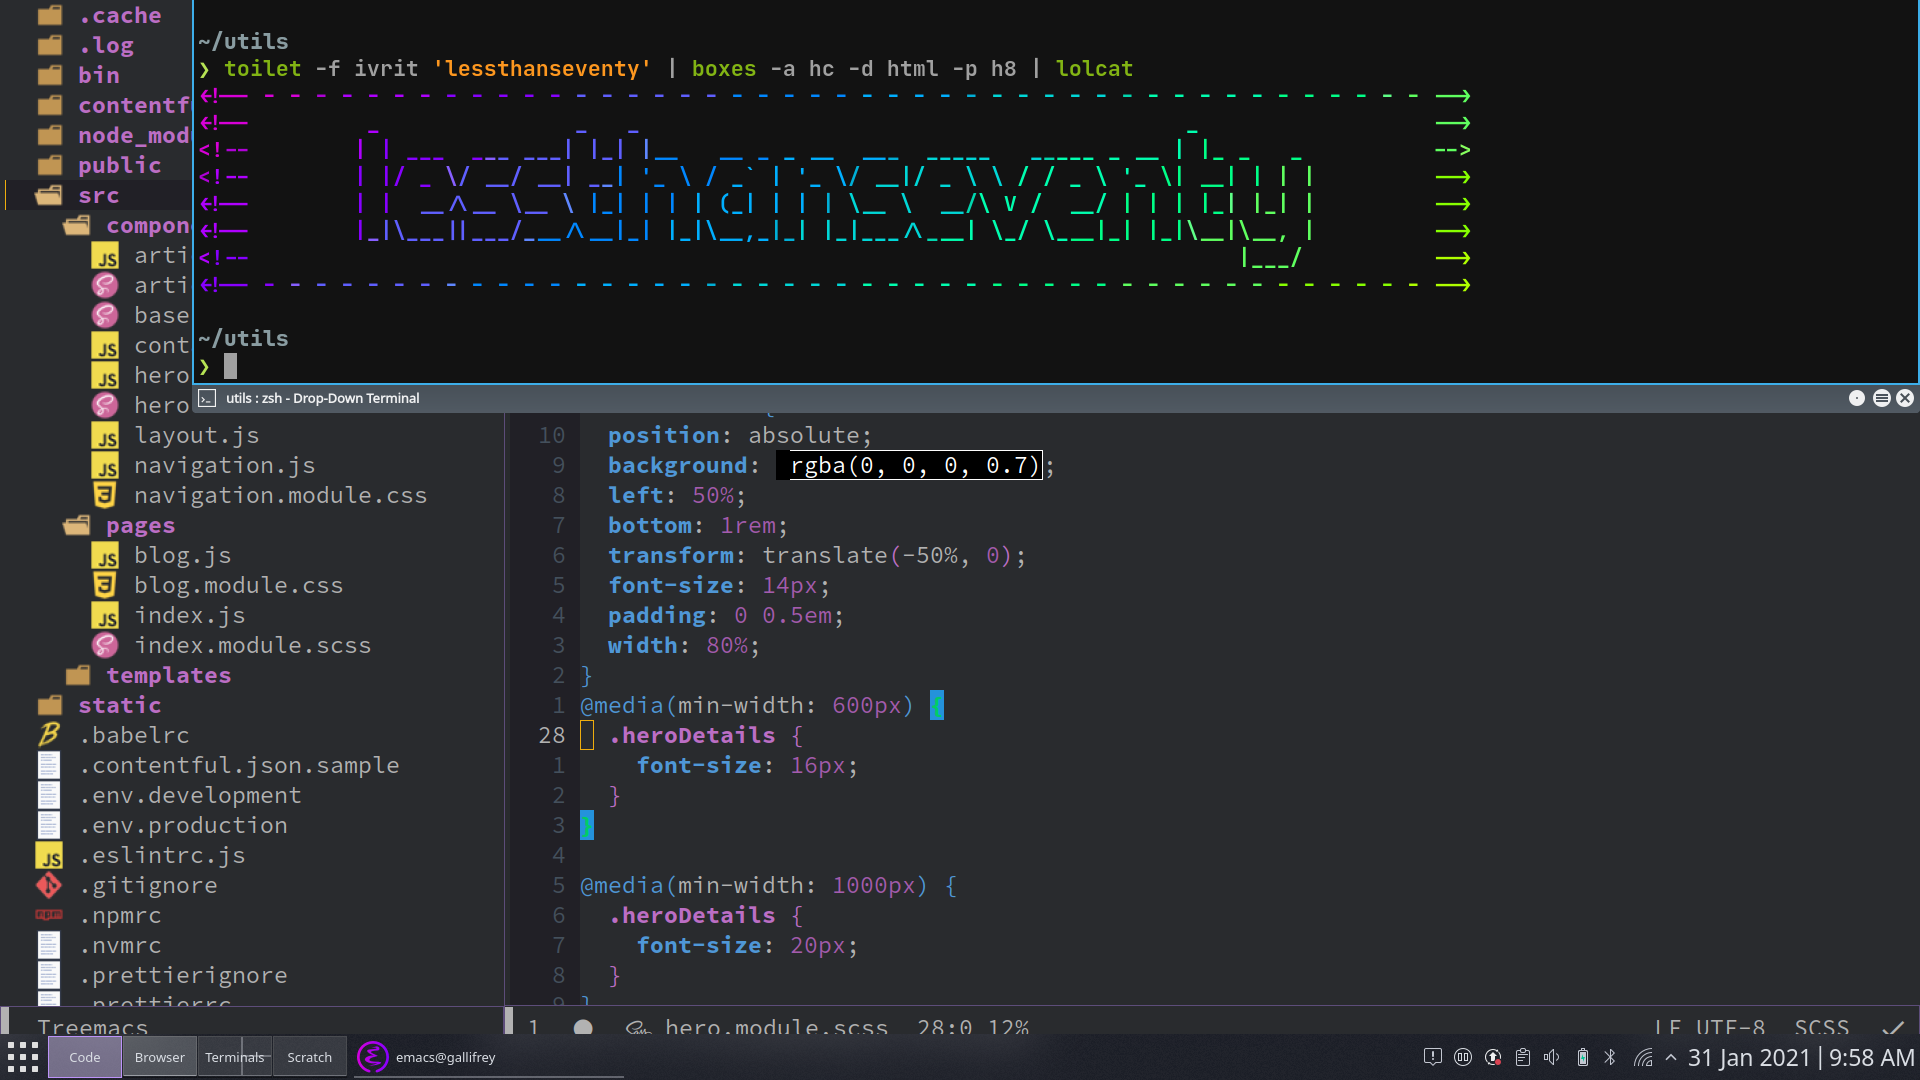 .cache
.log
bin
contentf
node_mod
public
src
compon
arti
arti
base
cont
hero
hero
layout.js
navigation.js
navigation.module.css
pages
blog.js
blog.module.css
index.js
index.module.scss
templates
static
.babelrc
.contentful.json.sample
.env.development
.env.production
.eslintrc.js
.gitignore
.npmrc
.nvmrc
.prettierignore
.prettierrc
Treemacs
~/utils
❯ toilet -f ivrit 'lessthanseventy' | boxes -a hc -d html -p h8 | lolcat
lessthanseventy
~/utils
❯
utils : zsh - Drop-Down Terminal
{
10 position: absolute;
9 background: rgba(0, 0, 0, 0.7);
8 left: 50%;
7 bottom: 1rem;
6 transform: translate(-50%, 0);
5 font-size: 14px;
4 padding: 0 0.5em;
3 width: 80%;
2 }
1 @media(min-width: 600px) {
28 .heroDetails {
1 font-size: 16px;
2 }
3 }
4
5 @media(min-width: 1000px) {
6 .heroDetails {
7 font-size: 20px;
8 }
9 }
1 hero.module.scss 28:0 12% LF UTF-8 SCSS
Code Browser Terminals Scratch emacs@gallifrey 31 Jan 2021 | 9:58 AM